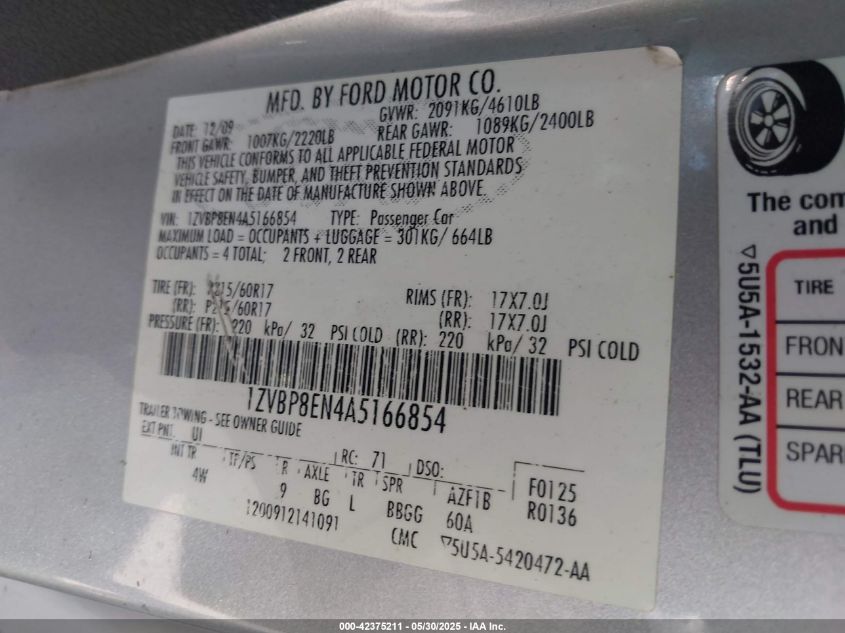 MFD. BY FORD MOTOR CO.
DATE: 12/09 GVWR: 2091KG/4610LB
FRONT GAWR: 1007KG/2220LB REAR GAWR: 1089KG/2400LB
THIS VEHICLE CONFORMS TO ALL APPLICABLE FEDERAL MOTOR
VEHICLE SAFETY, BUMPER, AND THEFT PREVENTION STANDARDS
IN EFFECT ON THE DATE OF MANUFACTURE SHOWN ABOVE.
VIN: 1ZVBP8EN4A5166854 TYPE: Passenger Car
MAXIMUM LOAD = OCCUPANTS + LUGGAGE = 301KG/ 664LB
OCCUPANTS = 4 TOTAL; 2 FRONT, 2 REAR
TIRE (FR): P215/60R17 RIMS (FR): 17X7.0J
(RR): P215/60R17 (RR): 17X7.0J
PRESSURE (FR): 220 kPa/ 32 PSI COLD (RR): 220 kPa/ 32 PSI COLD
1ZVBP8EN4A5166854
TRAILER TOWING - SEE OWNER GUIDE
EXT PNT: UI RC: 71 DSO: F0125
INT TR TP/PS R AXLE TR SPR AZF1B R0136
4W 9 BG L BBGG 60A
1200912141091 CMC ▽5U5A-5420472-AA
The com
and
▽5U5A-1532-AA (TLU)
TIRE
FRON
REAR
SPAR
000-42375211 - 05/30/2025 - IAA Inc.